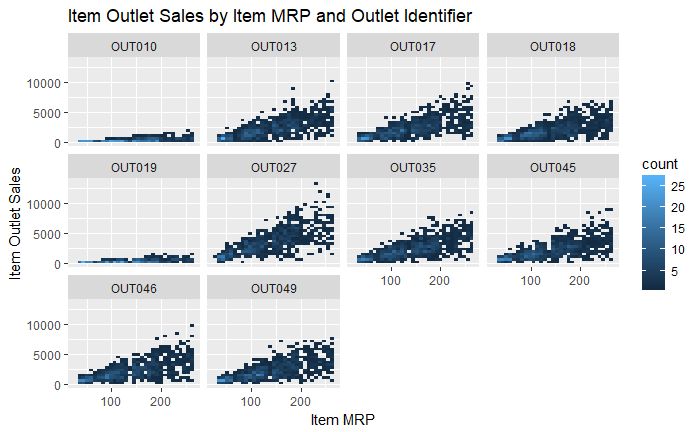 Item Outlet Sales by Item MRP and Outlet Identifier
OUT010 OUT013 OUT017 OUT018
10000
5000
0
OUT019 OUT027 OUT035 OUT045
10000
5000
0
100 200 100 200
OUT046 OUT049
10000
5000
0
100 200 100 200
Item MRP
Item Outlet Sales
count
25
20
15
10
5